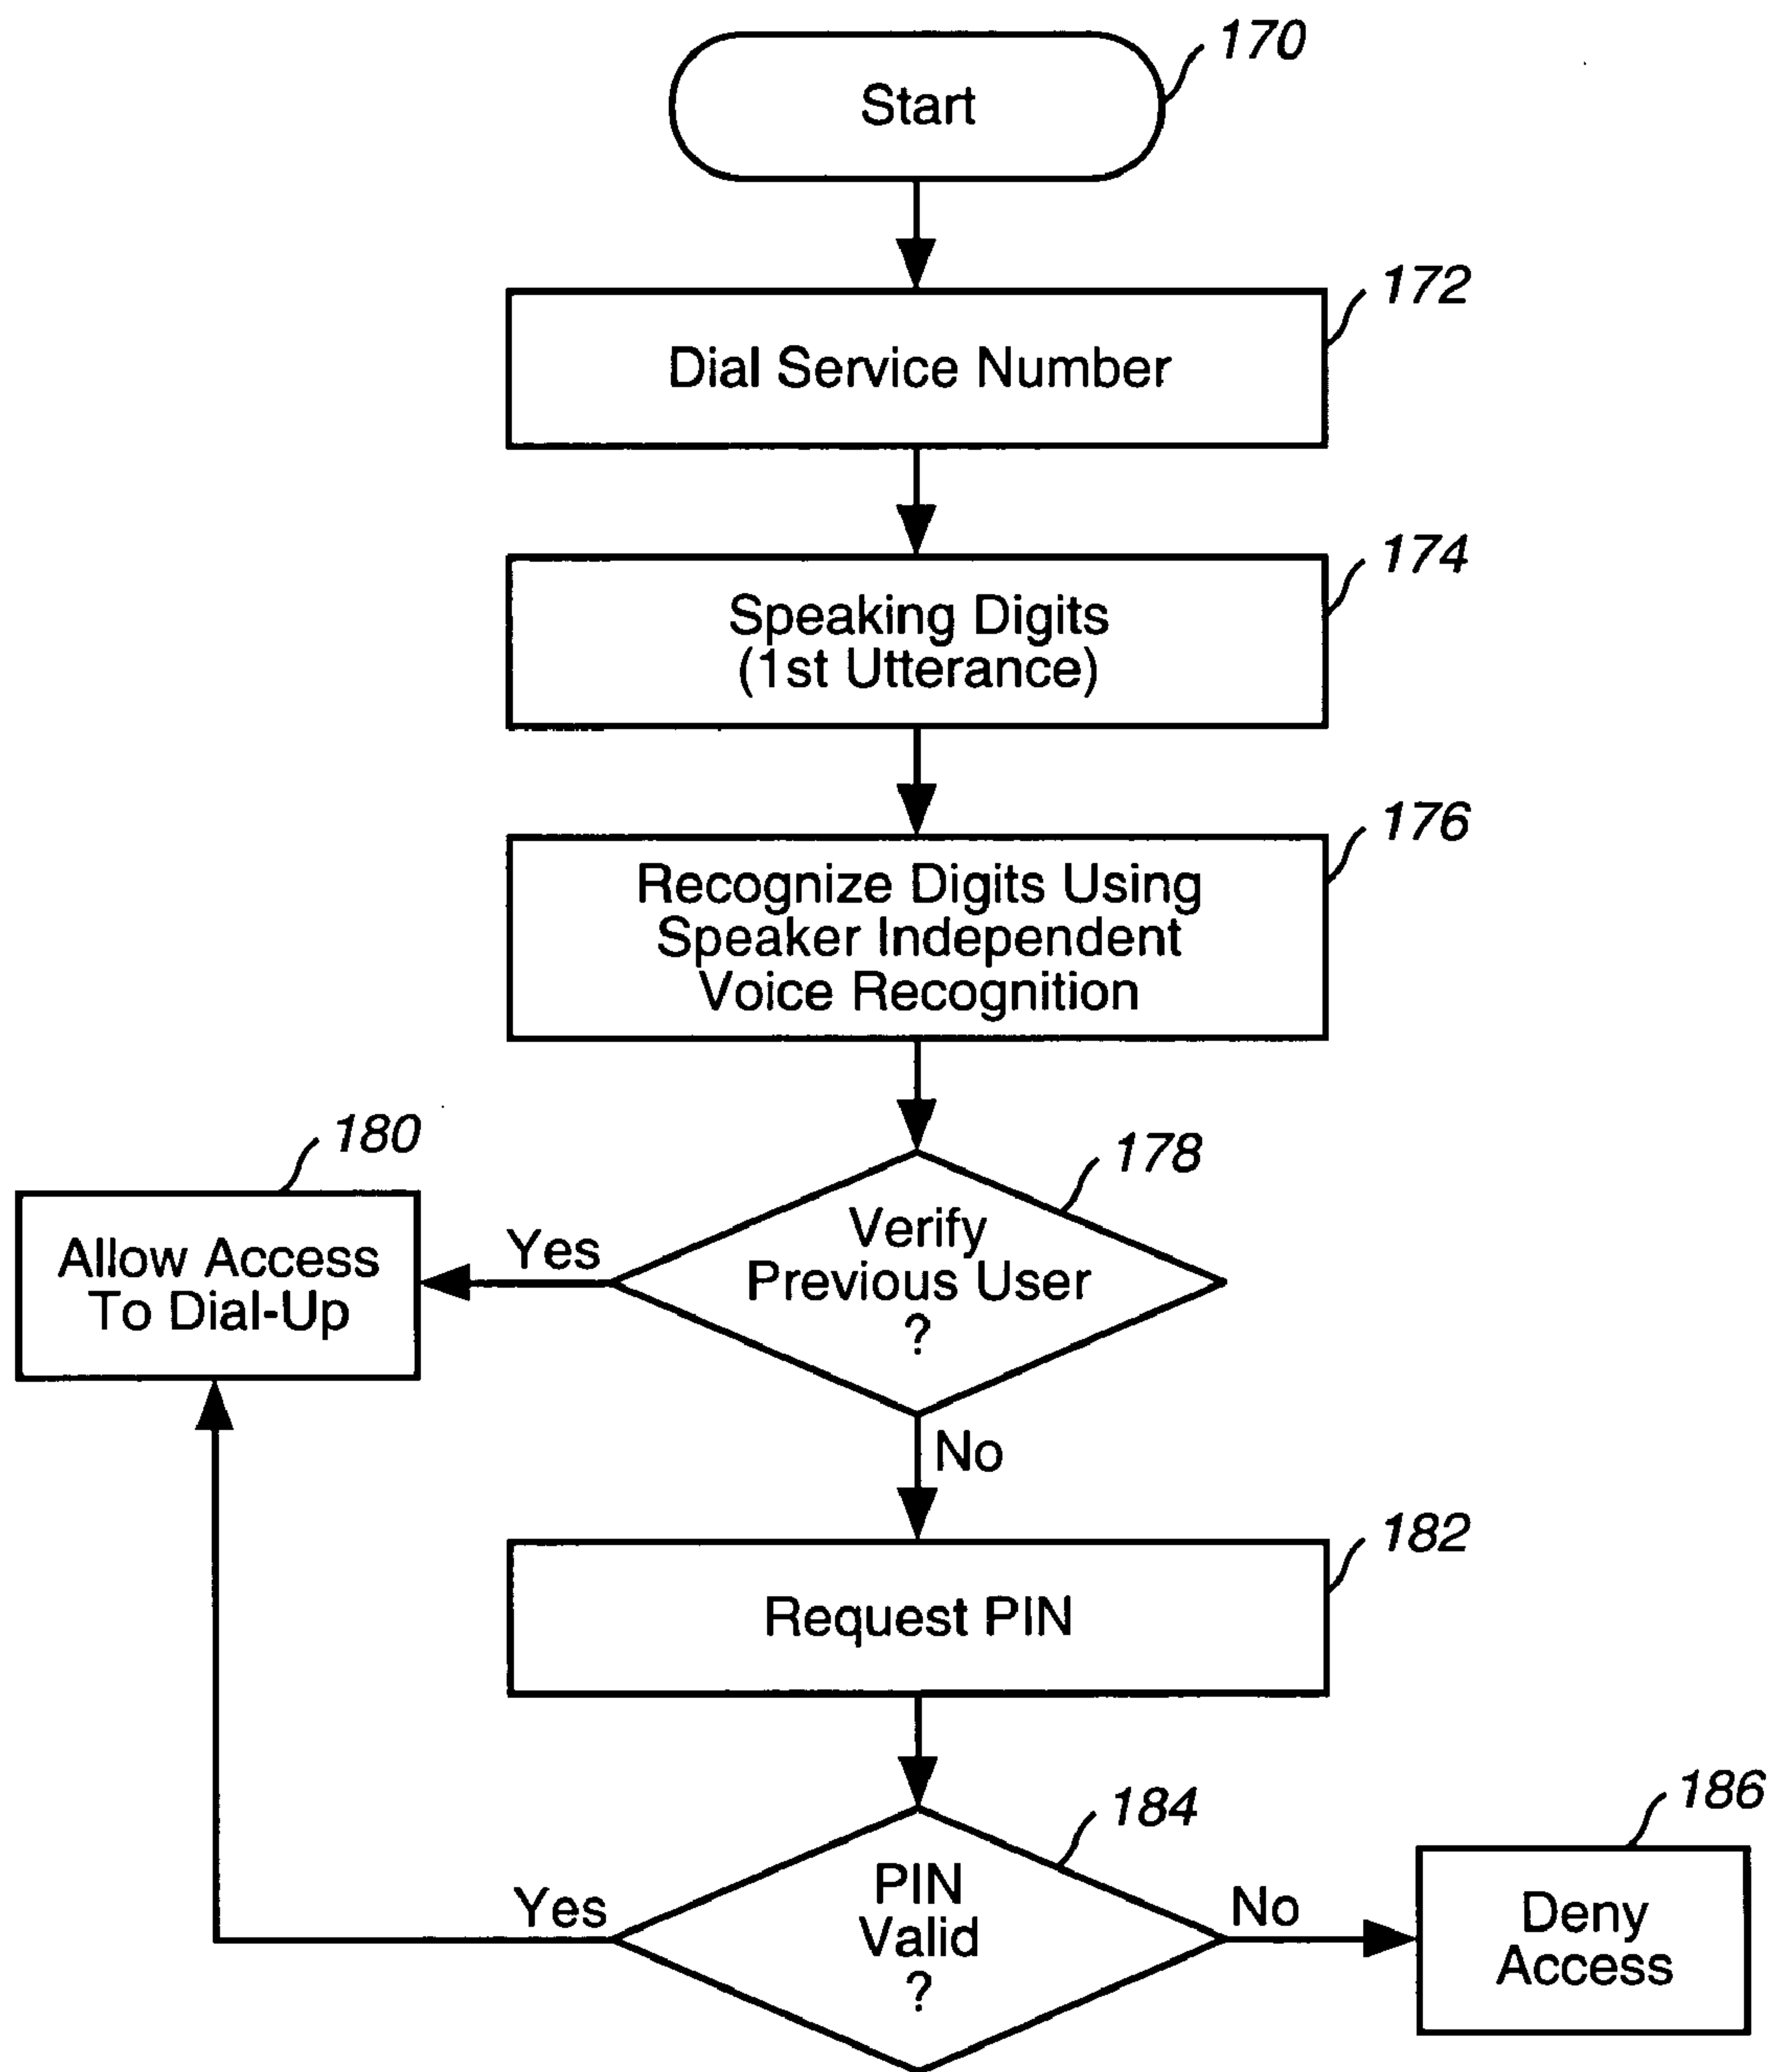 170
Start
172
Dial Service Number
174
Speaking Digits
(1st Utterance)
176
Recognize Digits Using
Speaker Independent
Voice Recognition
180
178
Allow Access
To Dial-Up
Yes
Verify
Previous User
?
No
182
Request PIN
184
186
Yes
PIN
Valid
?
No
Deny
Access